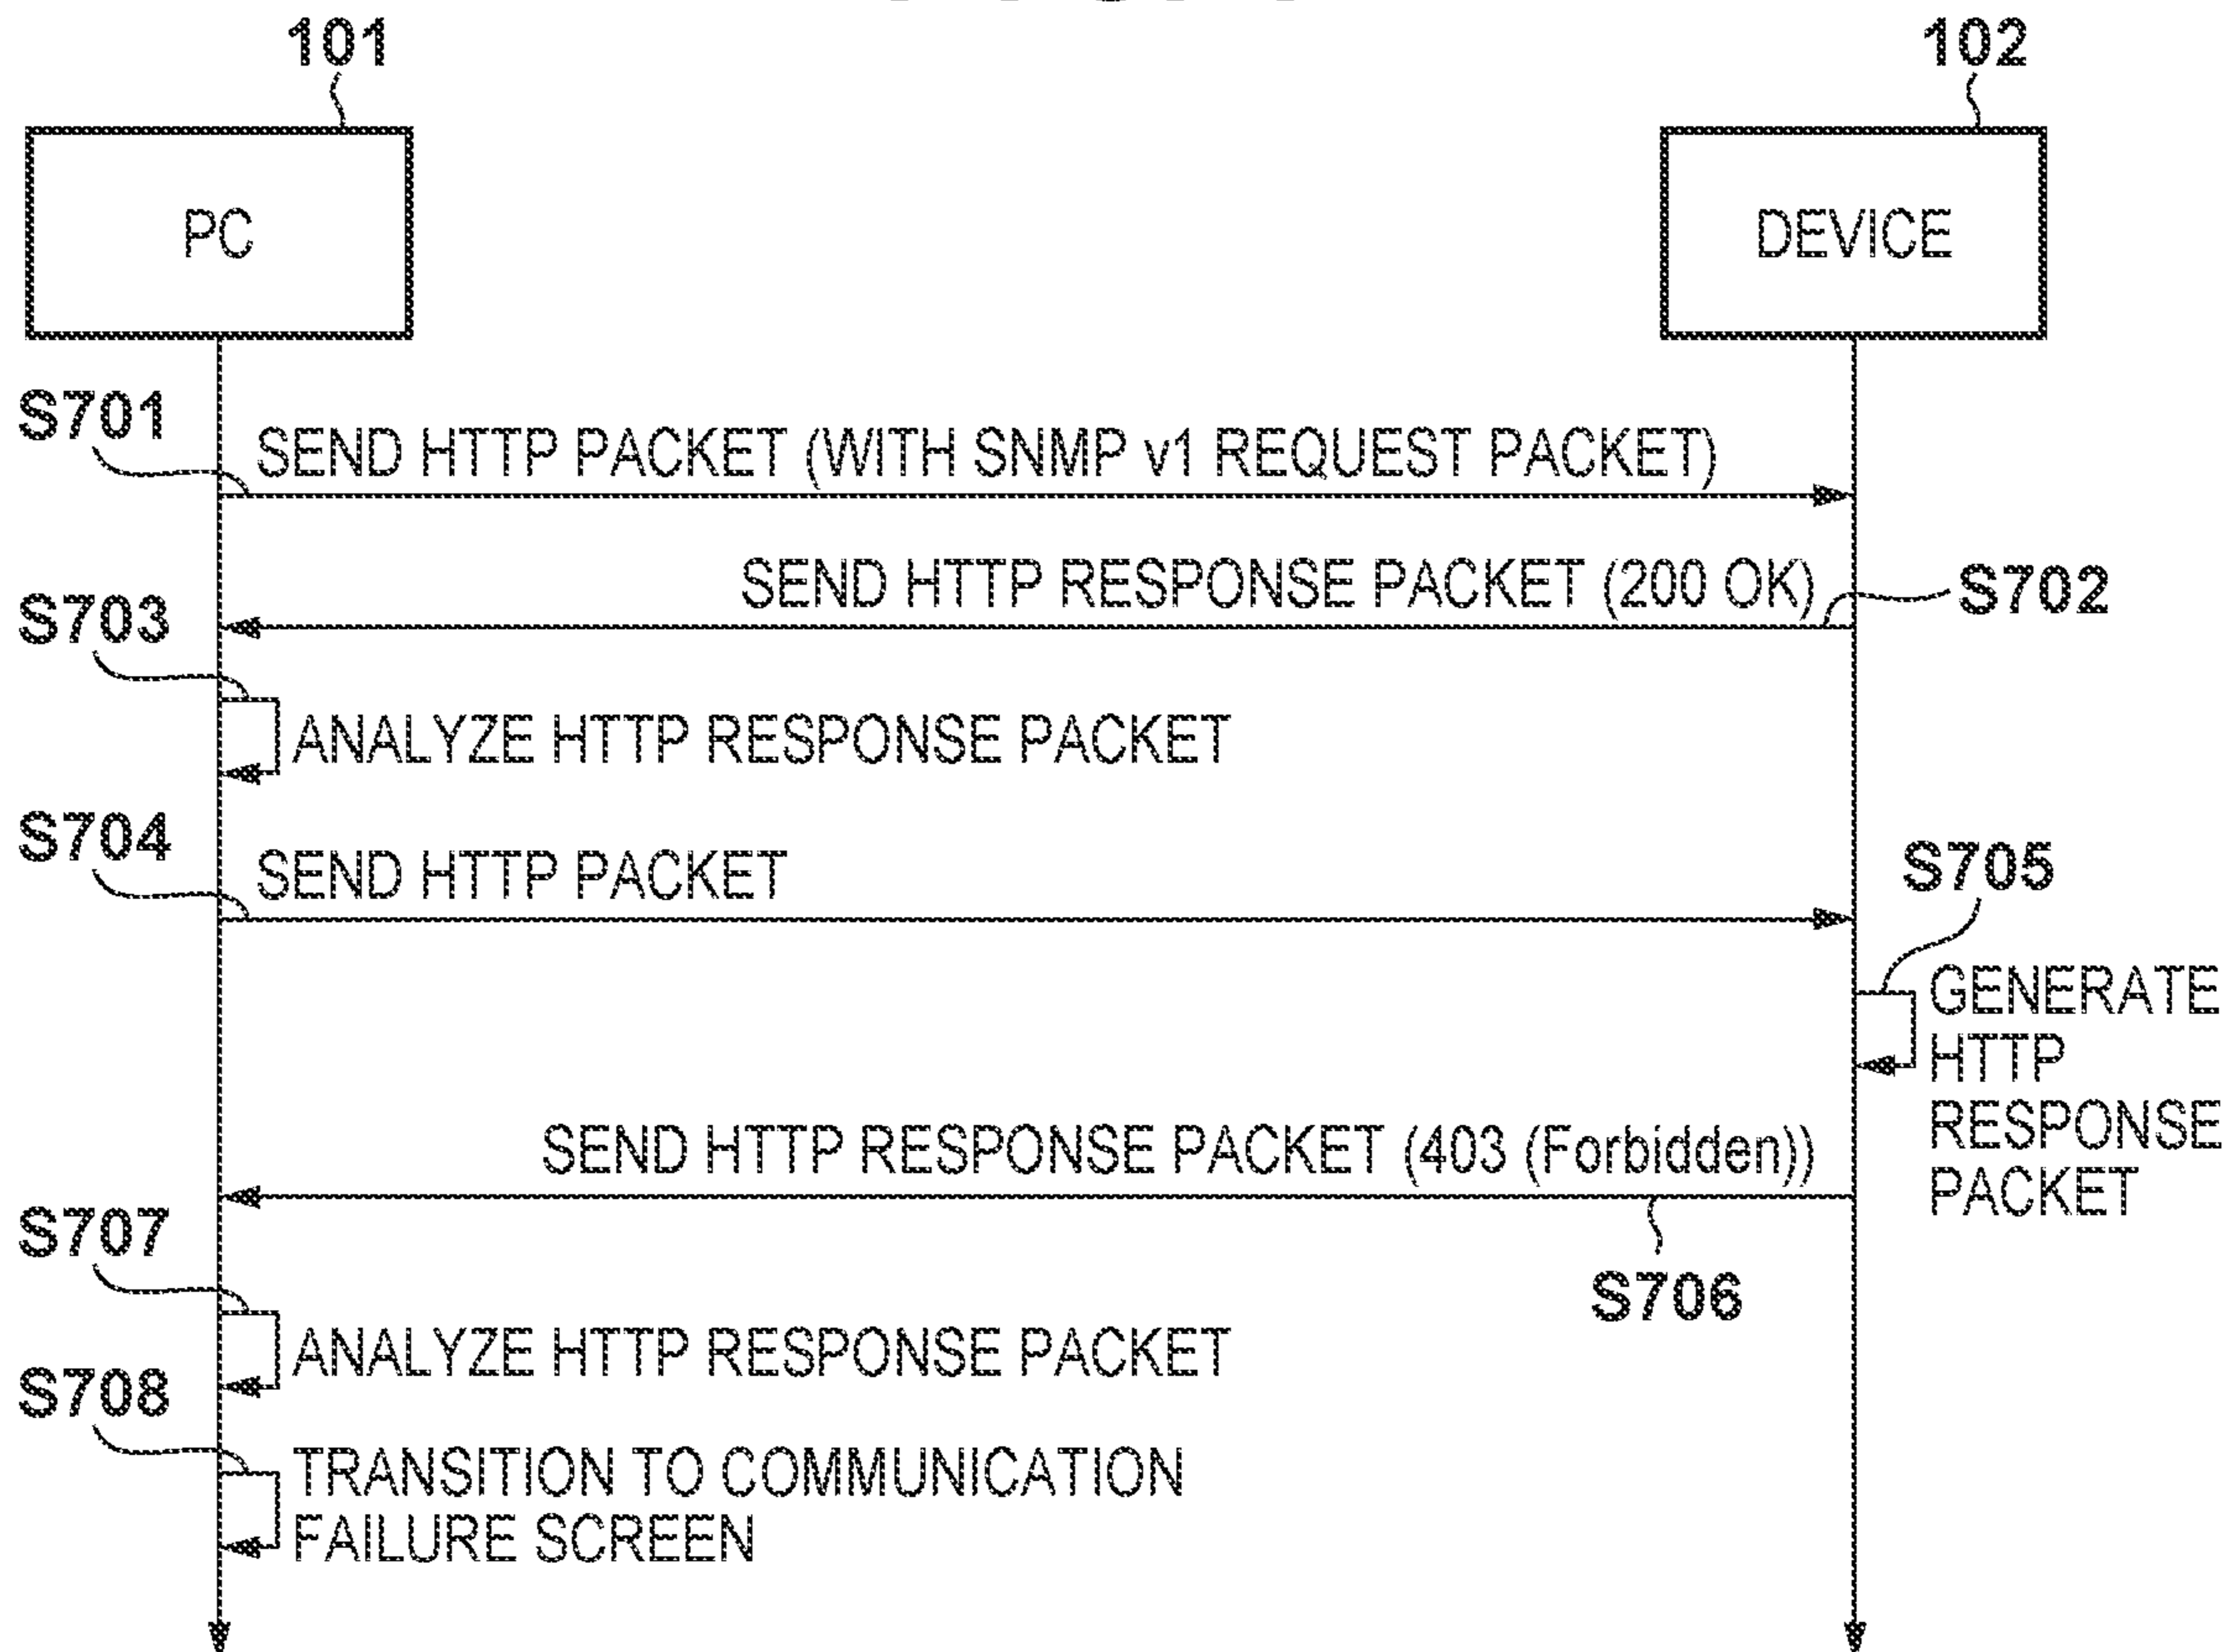 101
102
PC
DEVICE
S701
SEND HTTP PACKET (WITH SNMP v1 REQUEST PACKET)
SEND HTTP RESPONSE PACKET (200 OK)
S702
S703
ANALYZE HTTP RESPONSE PACKET
S704
SEND HTTP PACKET
S705
GENERATE
HTTP
RESPONSE
PACKET
SEND HTTP RESPONSE PACKET (403 (Forbidden))
S706
S707
ANALYZE HTTP RESPONSE PACKET
S708
TRANSITION TO COMMUNICATION
FAILURE SCREEN